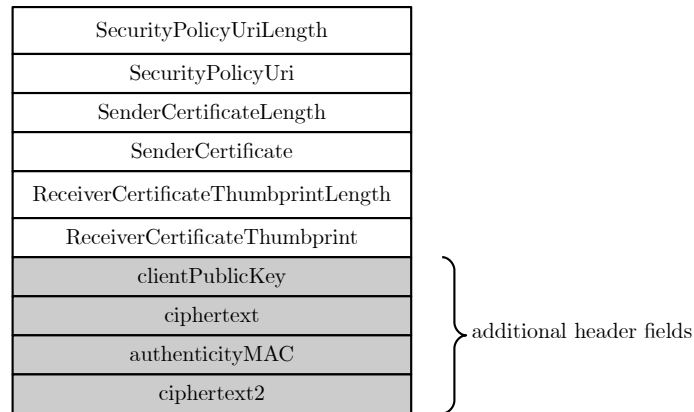 SecurityPolicyUriLength
SecurityPolicyUri
SenderCertificateLength
SenderCertificate
ReceiverCertificateThumbprintLength
ReceiverCertificateThumbprint
clientPublicKey
ciphertext
authenticityMAC
ciphertext2
additional header fields